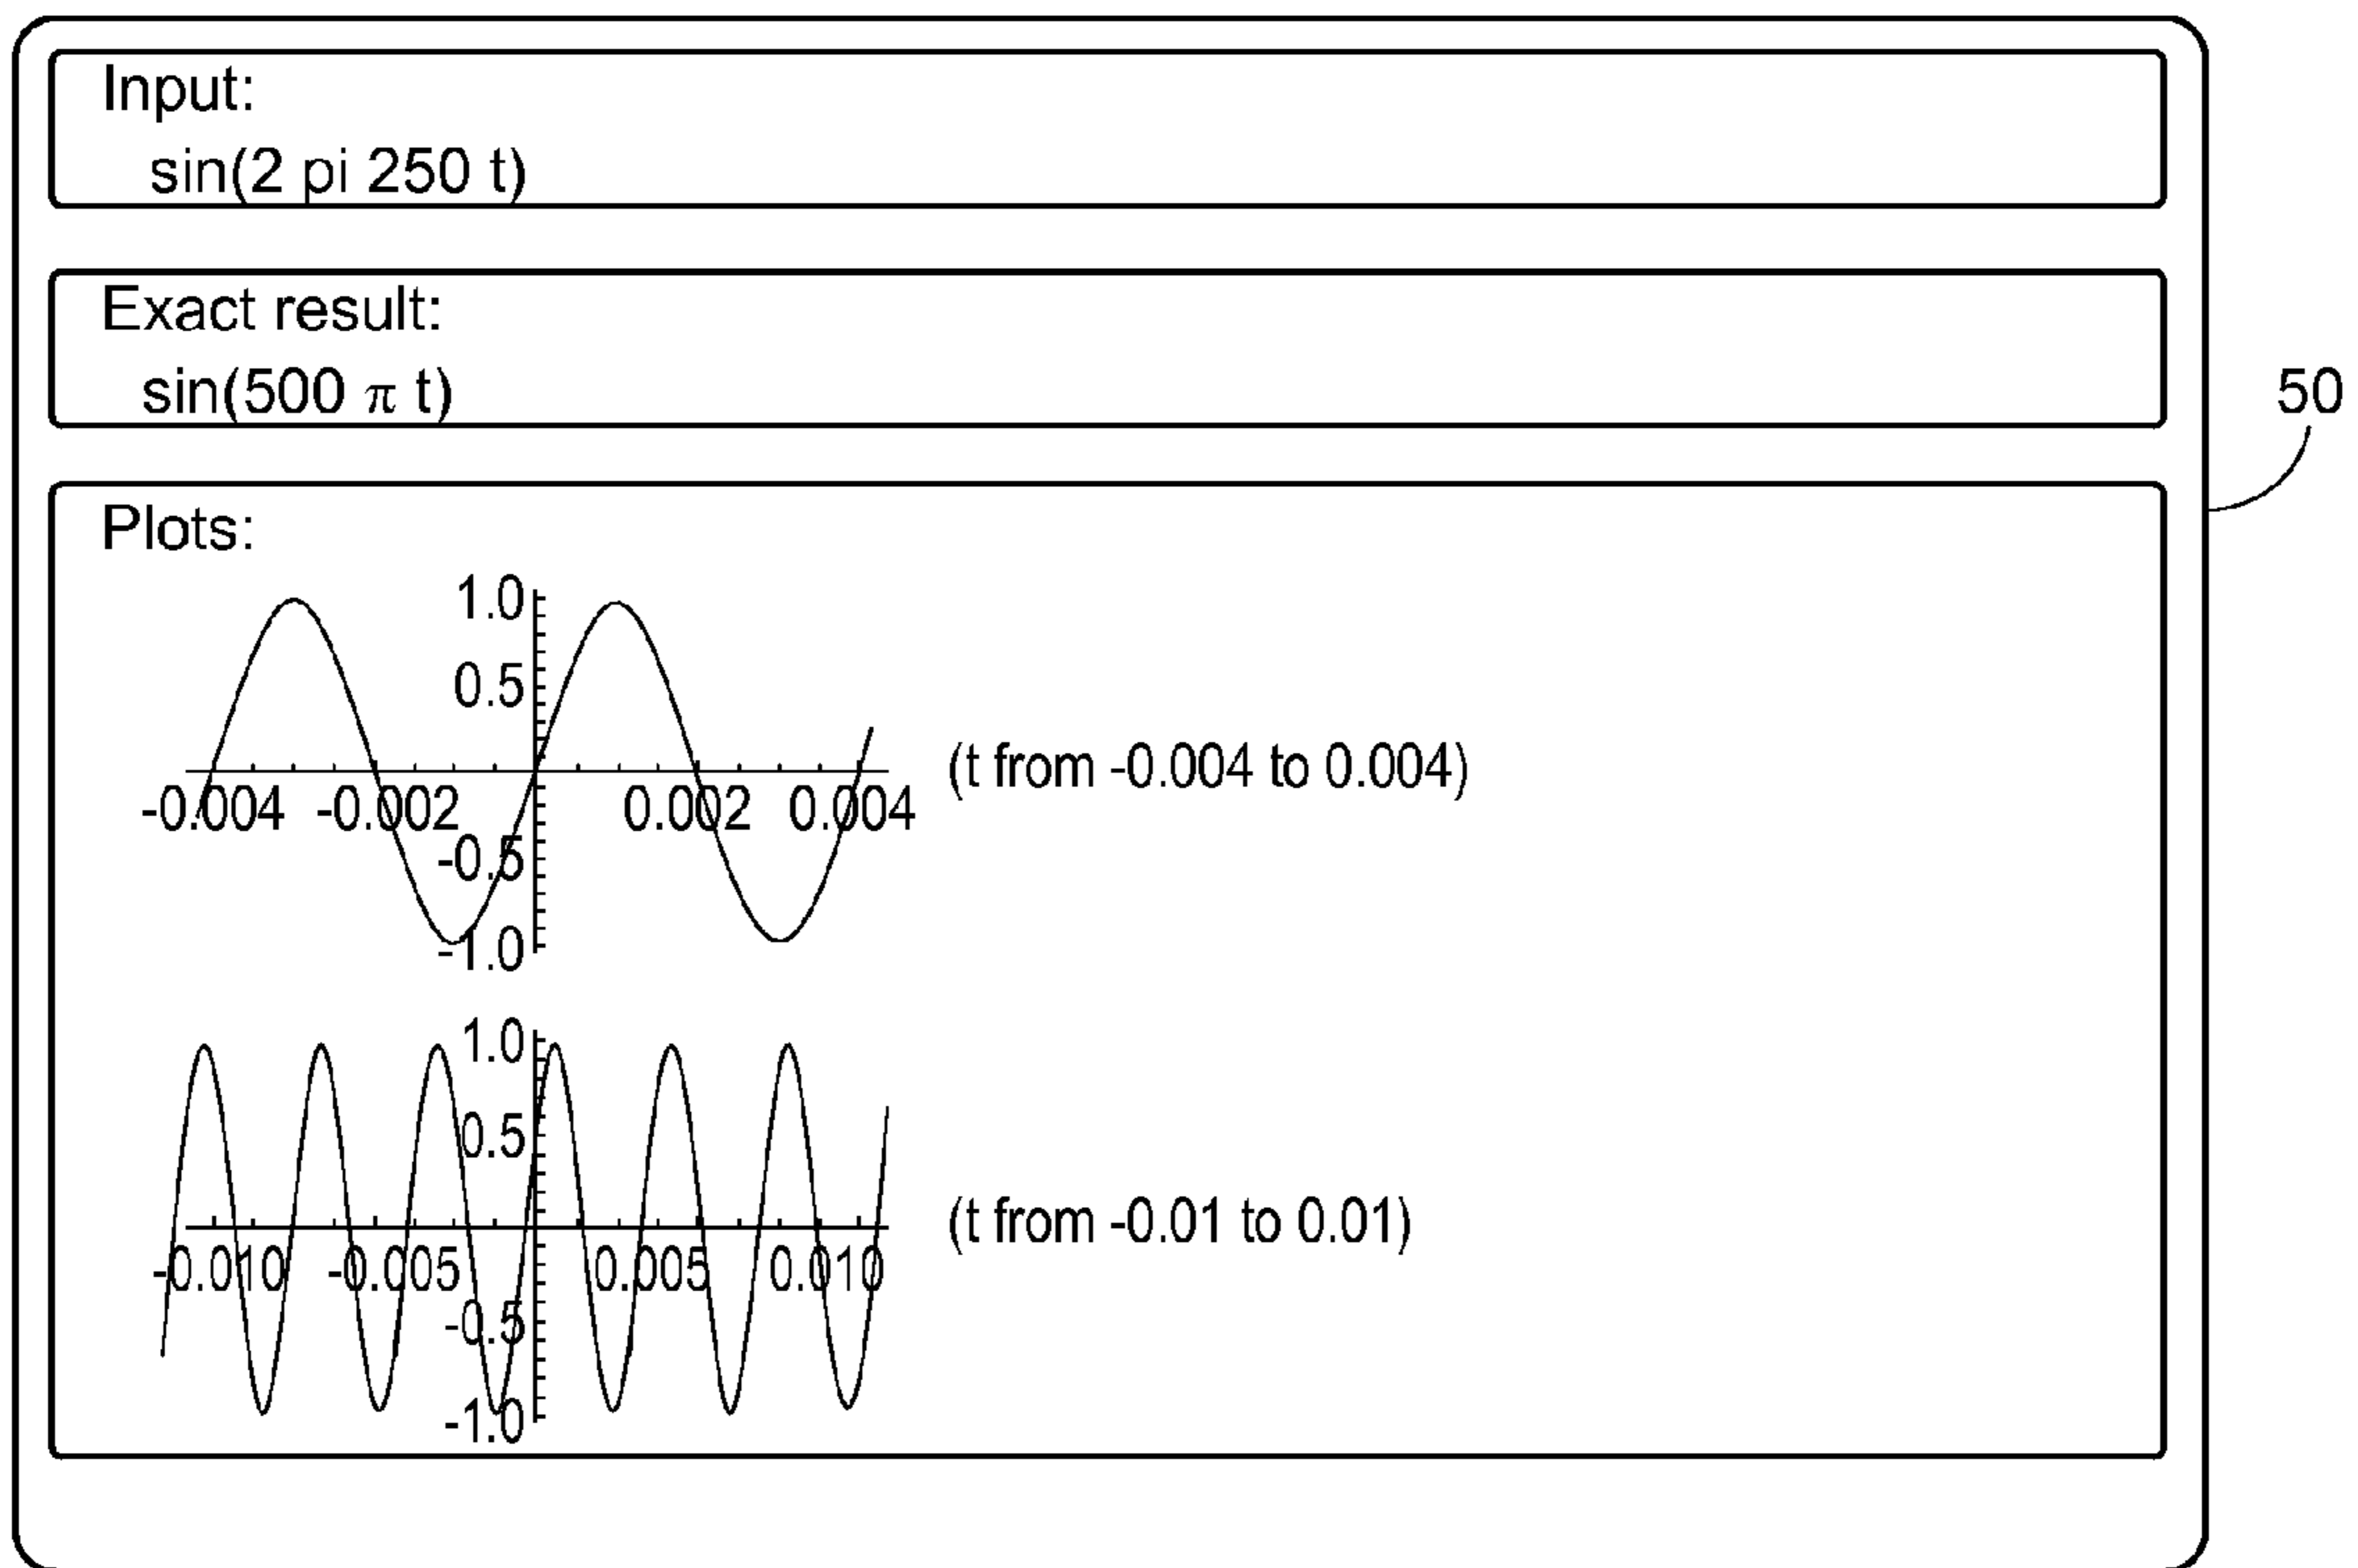 Input:
sin(2 pi 250 t)
Exact result:
sin(500 π t)
50
Plots:
1.0
0.5
-0.004 -0.002 0.002 0.004
-0.5
-1.0
(t from -0.004 to 0.004)
1.0
0.5
-0.010 -0.005 0.005 0.010
-0.5
-1.0
(t from -0.01 to 0.01)